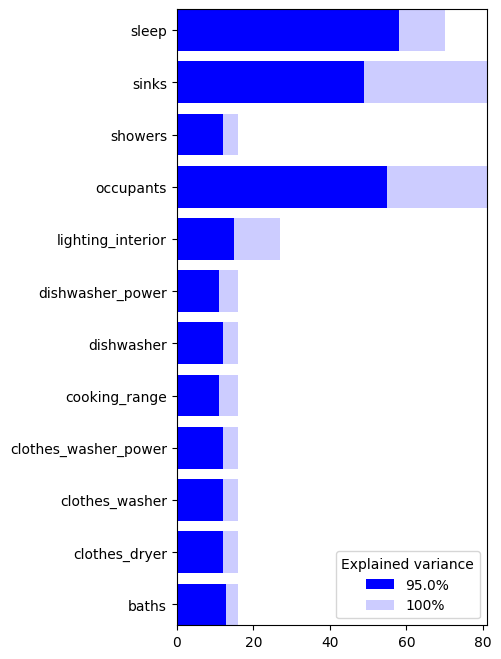 sleep
sinks
showers
occupants
lighting_interior
dishwasher_power
dishwasher
cooking_range
clothes_washer_power
clothes_washer
clothes_dryer
baths
Explained variance
95.0%
100%
0 20 40 60 80